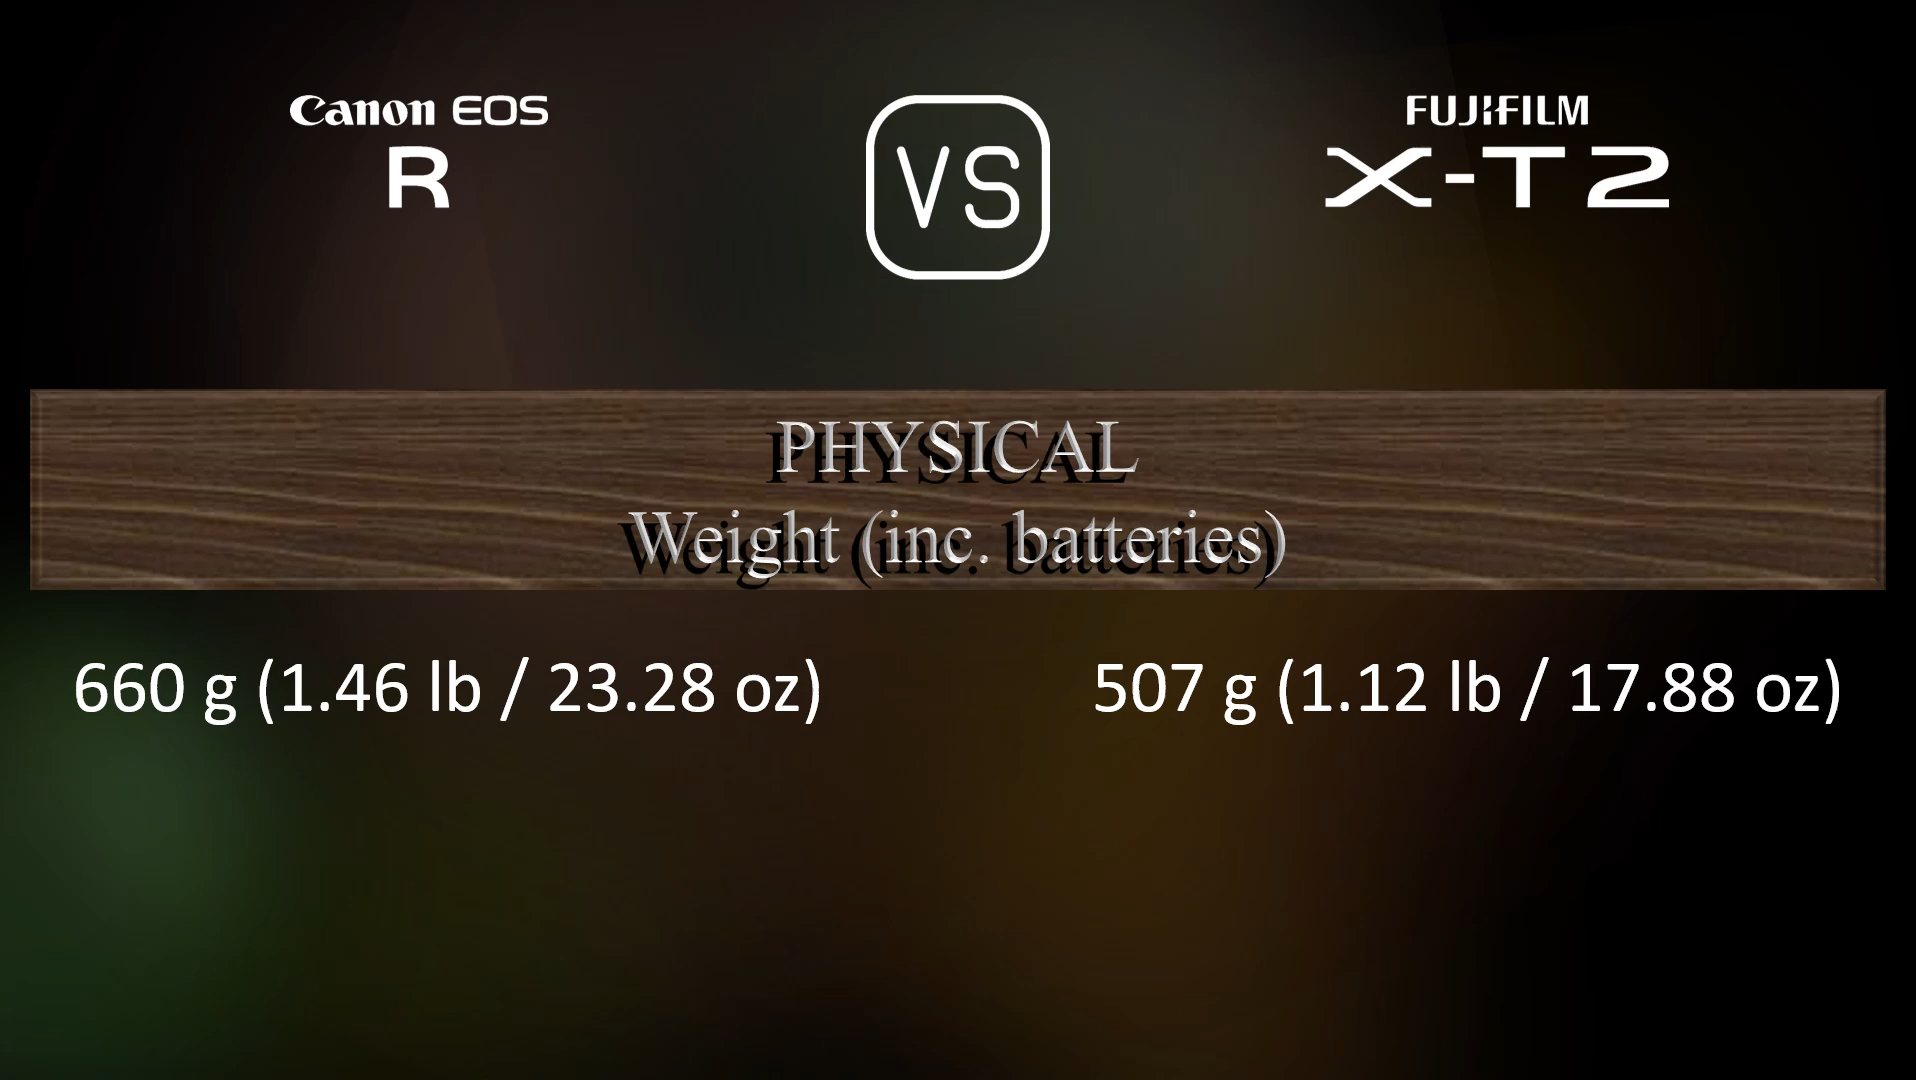 Canon EOS
R
VS
FUJIFILM
X-T2
PHYSICAL
Weight (inc. batteries)
660 g (1.46 lb / 23.28 oz)
507 g (1.12 lb / 17.88 oz)